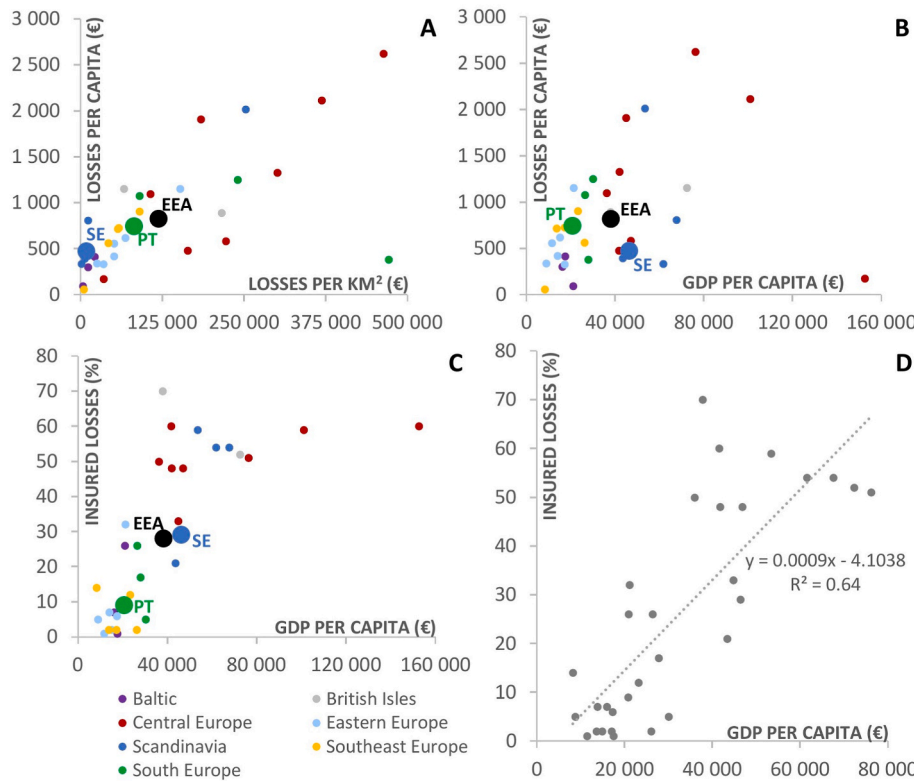 A
LOSSES PER CAPITA (€)
3 000
2 500
2 000
1 500
1 000
500
0
SE
PT
EEA
LOSSES PER KM² (€)
0 125 000 250 000 375 000 500 000
B
LOSSES PER CAPITA (€)
3 000
2 500
2 000
1 500
1 000
500
0
PT
EEA
SE
GDP PER CAPITA (€)
0 40 000 80 000 120 000 160 000
C
INSURED LOSSES (%)
80
70
60
50
40
30
20
10
0
EEA
SE
PT
GDP PER CAPITA (€)
0 40 000 80 000 120 000 160 000
Baltic
British Isles
Central Europe
Eastern Europe
Scandinavia
Southeast Europe
South Europe
D
INSURED LOSSES (%)
80
70
60
50
40
30
20
10
0
y = 0.0009x - 4.1038
R² = 0.64
GDP PER CAPITA (€)
0 20 000 40 000 60 000 80 000